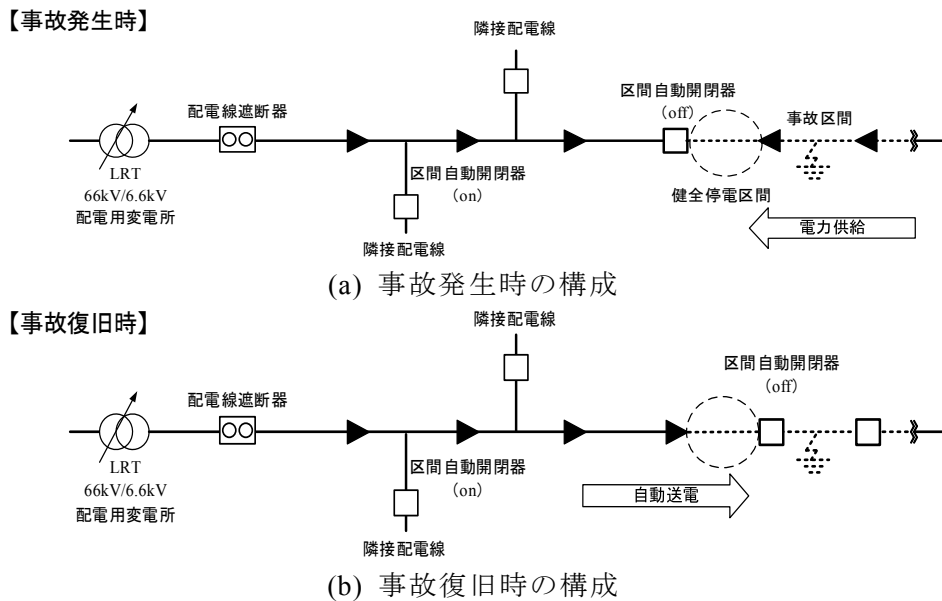 【事故発生時】
隣接配電線
配電線遮断器
区間自動開閉器
(off)
事故区間
LRT
66kV/6.6kV
配電用変電所
区間自動開閉器
(on)
健全停電区間
電力供給
隣接配電線
(a) 事故発生時の構成
【事故復旧時】
隣接配電線
区間自動開閉器
(off)
配電線遮断器
LRT
66kV/6.6kV
配電用変電所
区間自動開閉器
(on)
自動送電
隣接配電線
(b) 事故復旧時の構成